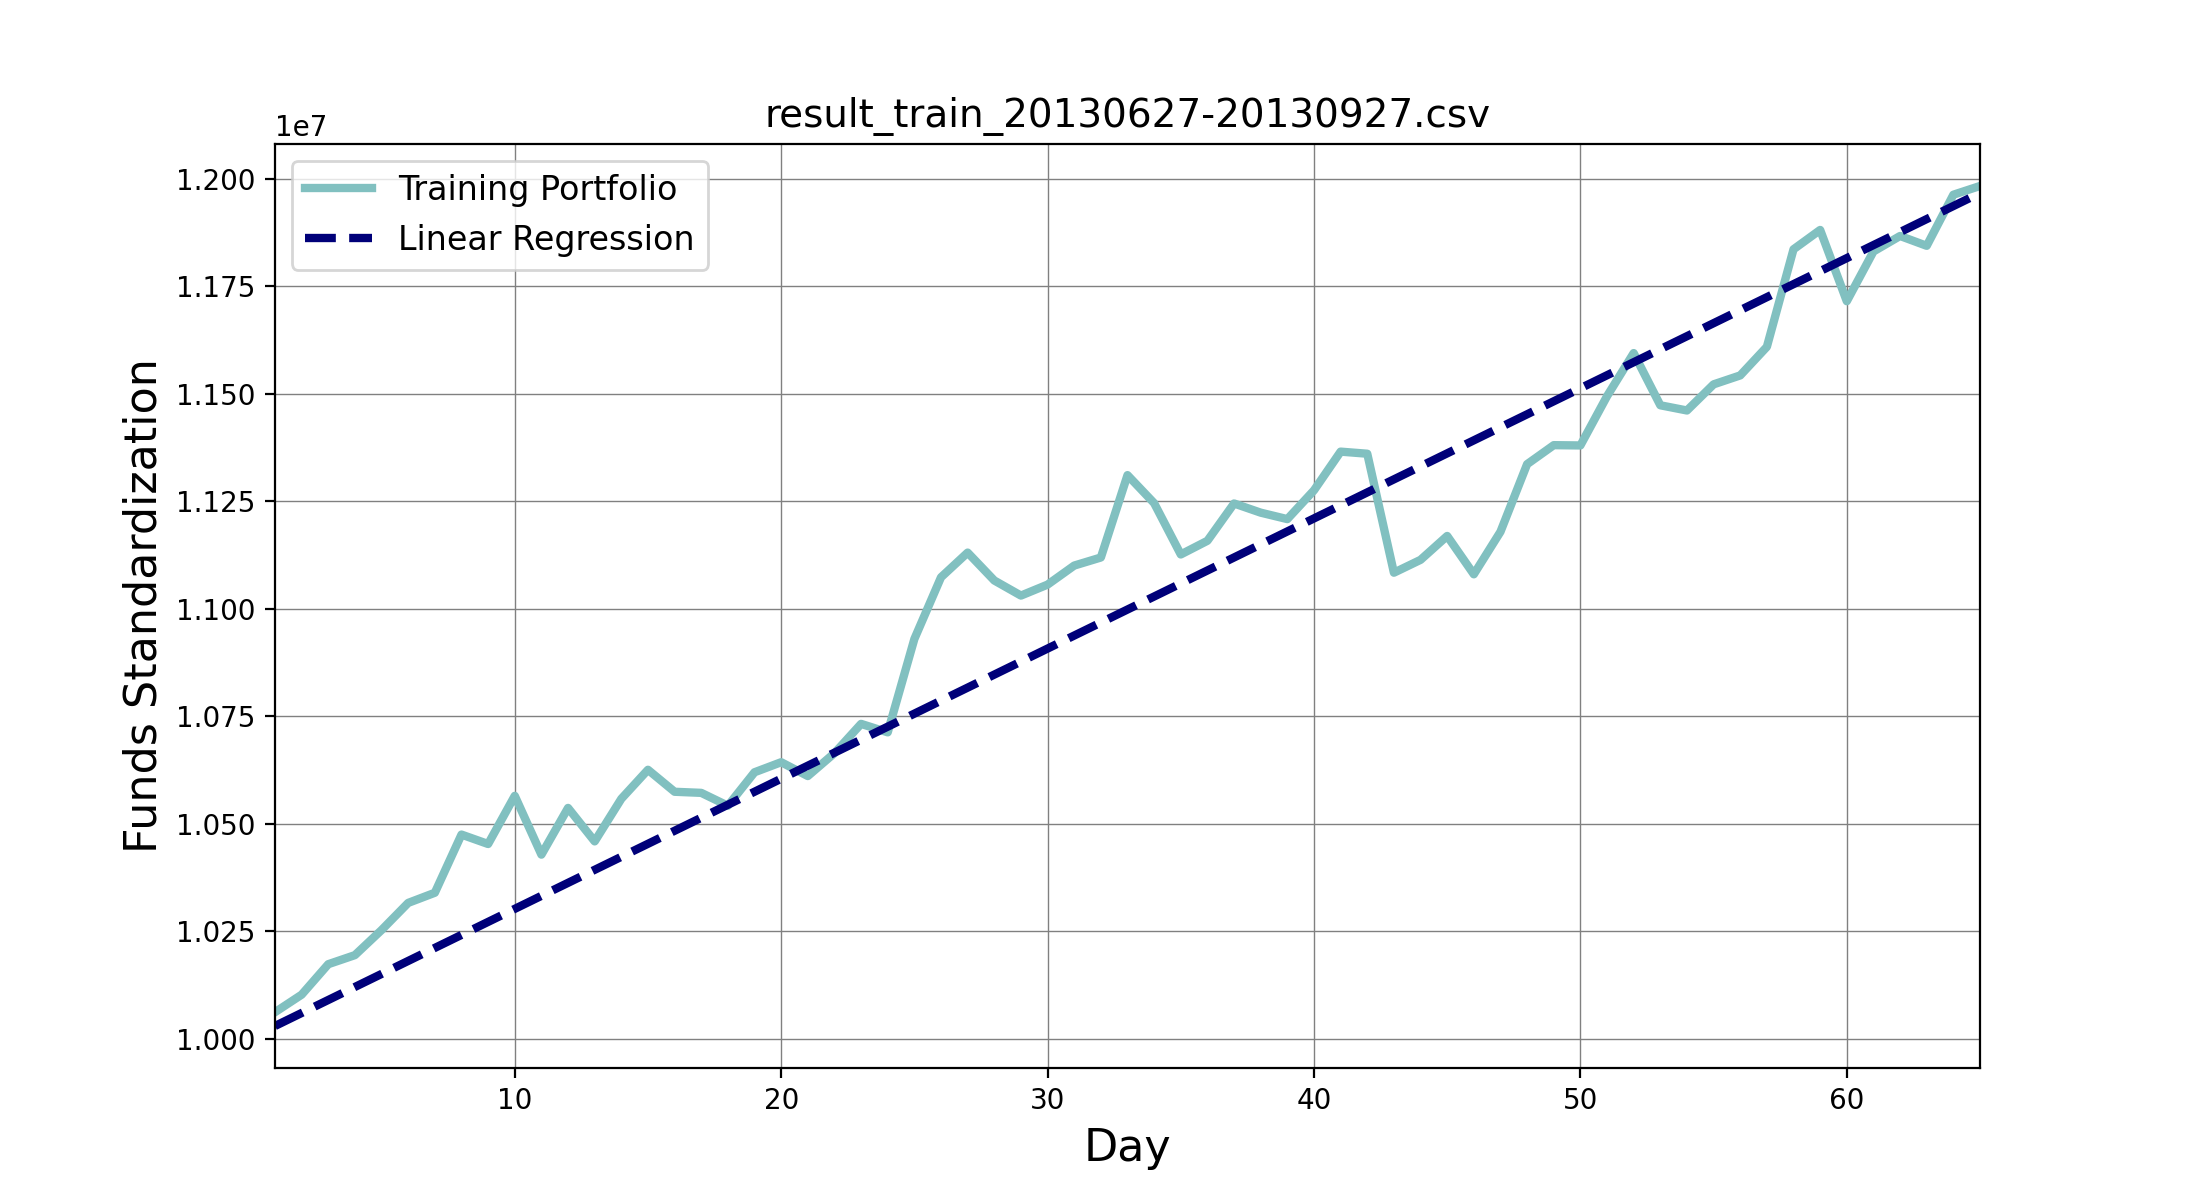 result_train_20130627-20130927.csv
1e7
Training Portfolio
Linear Regression
1.200
1.175
1.150
1.125
1.100
1.075
1.050
1.025
1.000
Funds Standardization
10 20 30 40 50 60
Day